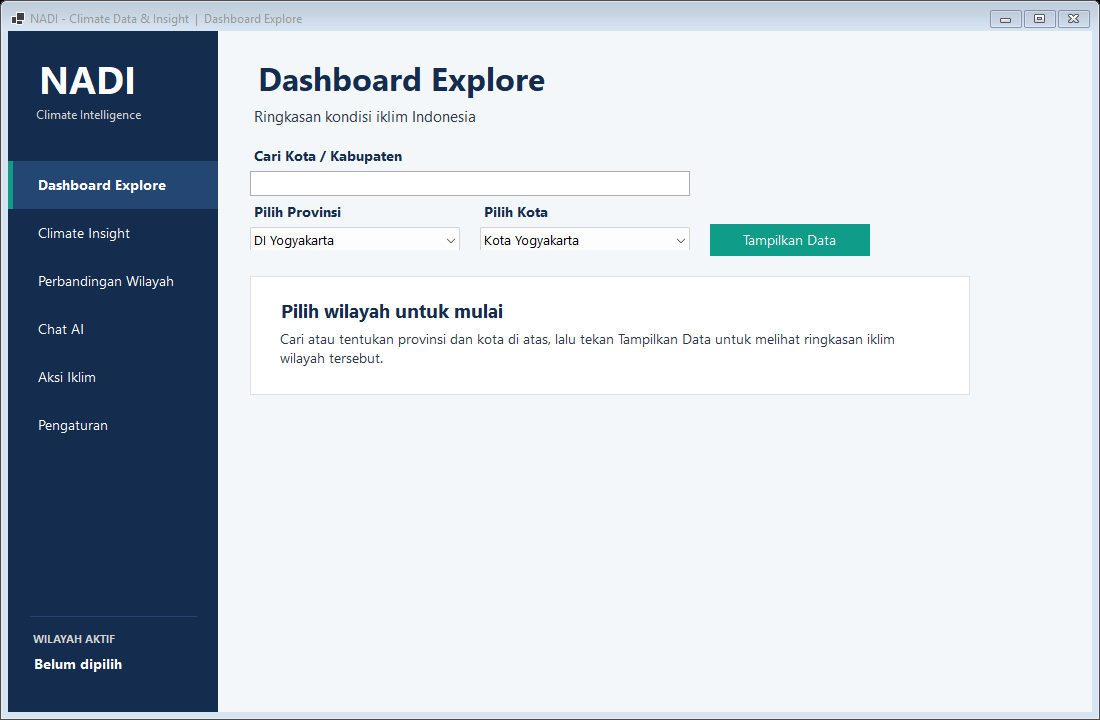 NADI - Climate Data & Insight | Dashboard Explore
NADI
Climate Intelligence
Dashboard Explore
Climate Insight
Perbandingan Wilayah
Chat AI
Aksi Iklim
Pengaturan
WILAYAH AKTIF
Belum dipilih
Dashboard Explore
Ringkasan kondisi iklim Indonesia
Cari Kota / Kabupaten
Pilih Provinsi
Pilih Kota
DI Yogyakarta
Kota Yogyakarta
Tampilkan Data
Pilih wilayah untuk mulai
Cari atau tentukan provinsi dan kota di atas, lalu tekan Tampilkan Data untuk melihat ringkasan iklim
wilayah tersebut.